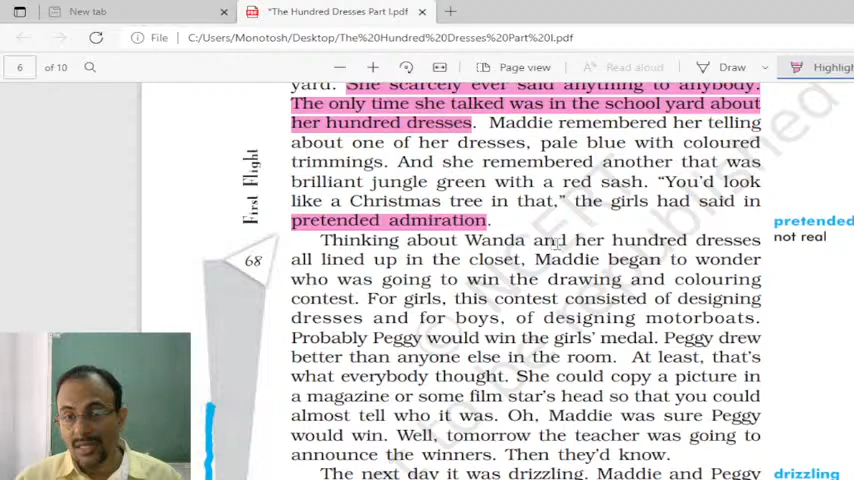 New tab
"The Hundred Dresses Part I.pdf
File
C:/Users/Monotosh/Desktop/The%20Hundred%20Dresses%20Part%20I.pdf
6 of 10
Page view
Read aloud
Draw
Highligh
yard. She scarcely ever said anything to anybody.
The only time she talked was in the school yard about
her hundred dresses. Maddie remembered her telling
about one of her dresses, pale blue with coloured
trimmings. And she remembered another that was
brilliant jungle green with a red sash. “You’d look
like a Christmas tree in that,” the girls had said in
pretended admiration.
pretended
not real
Thinking about Wanda and her hundred dresses
all lined up in the closet, Maddie began to wonder
who was going to win the drawing and colouring
contest. For girls, this contest consisted of designing
dresses and for boys, of designing motorboats.
Probably Peggy would win the girls’ medal. Peggy drew
better than anyone else in the room. At least, that’s
what everybody thought. She could copy a picture in
a magazine or some film star’s head so that you could
almost tell who it was. Oh, Maddie was sure Peggy
would win. Well, tomorrow the teacher was going to
announce the winners. Then they’d know.
The next day it was drizzling. Maddie and Peggy
drizzling
First Flight
68
© NCERT
not to be republished